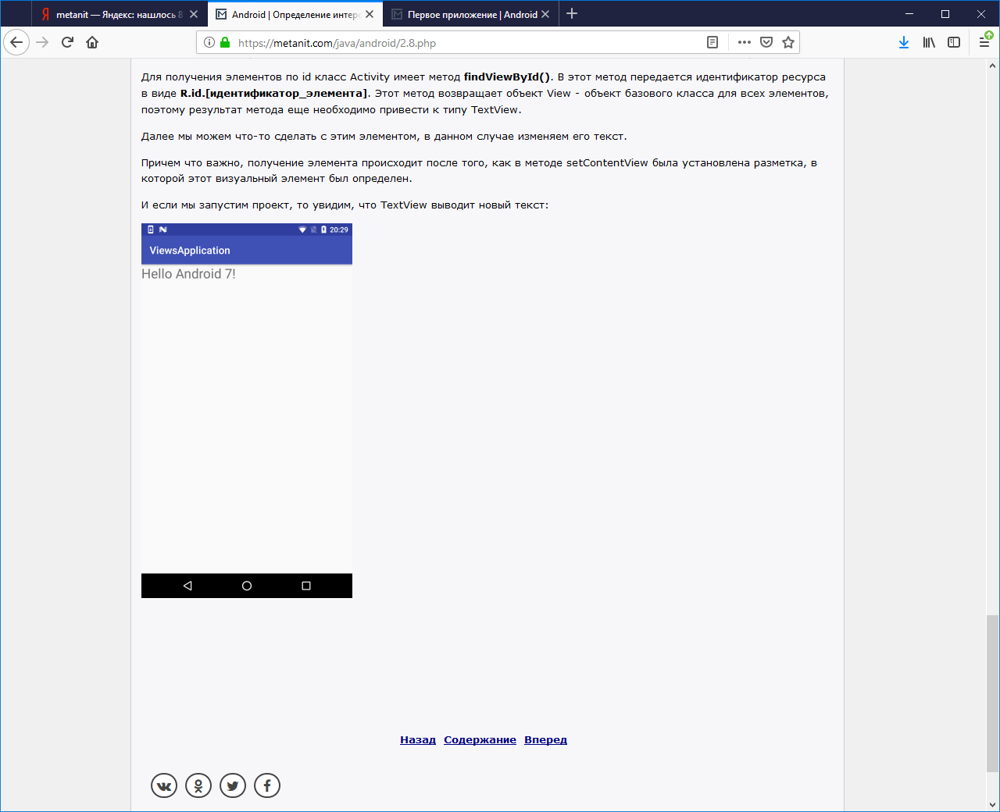 metanit — Яндекс: нашлось 8
Android | Определение интерс
Первое приложение | Android
https://metanit.com/java/android/2.8.php
Для получения элементов по id класс Activity имеет метод findViewById(). В этот метод передается идентификатор ресурса
в виде R.id.[идентификатор_элемента]. Этот метод возвращает объект View - объект базового класса для всех элементов,
поэтому результат метода еще необходимо привести к типу TextView.
Далее мы можем что-то сделать с этим элементом, в данном случае изменяем его текст.
Причем что важно, получение элемента происходит после того, как в методе setContentView была установлена разметка, в
которой этот визуальный элемент был определен.
И если мы запустим проект, то увидим, что TextView выводит новый текст:
20:29
ViewsApplication
Hello Android 7!
Назад Содержание Вперед